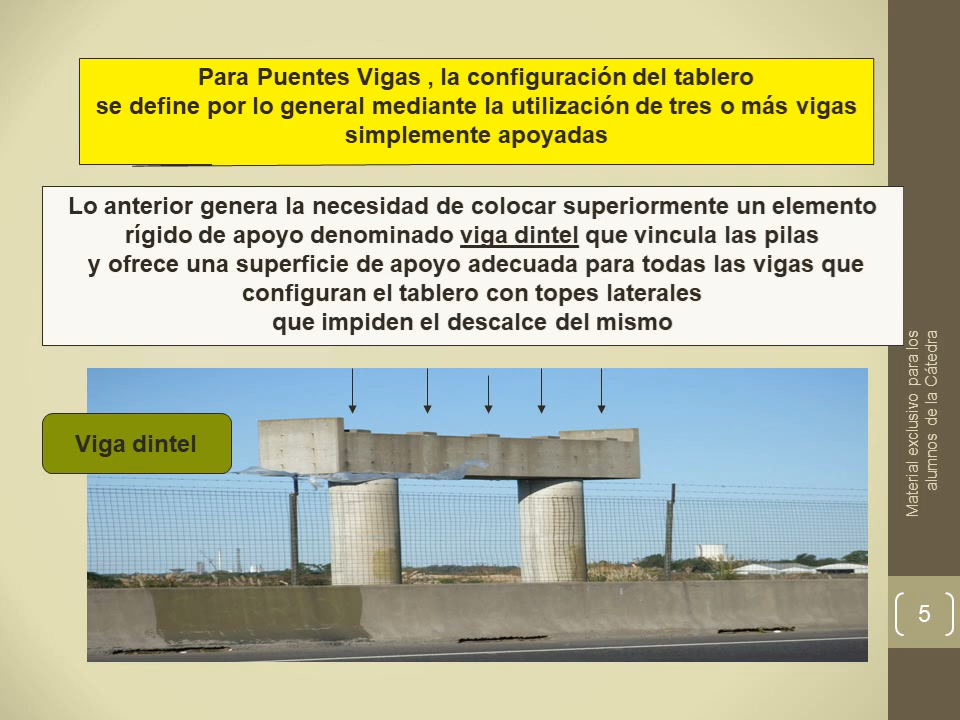 Para Puentes Vigas , la configuración del tablero
se define por lo general mediante la utilización de tres o más vigas
simplemente apoyadas
Lo anterior genera la necesidad de colocar superiormente un elemento
rígido de apoyo denominado viga dintel que vincula las pilas
y ofrece una superficie de apoyo adecuada para todas las vigas que
configuran el tablero con topes laterales
que impiden el descalce del mismo
Viga dintel
Material exclusivo para los
alumnos de la Cátedra
5